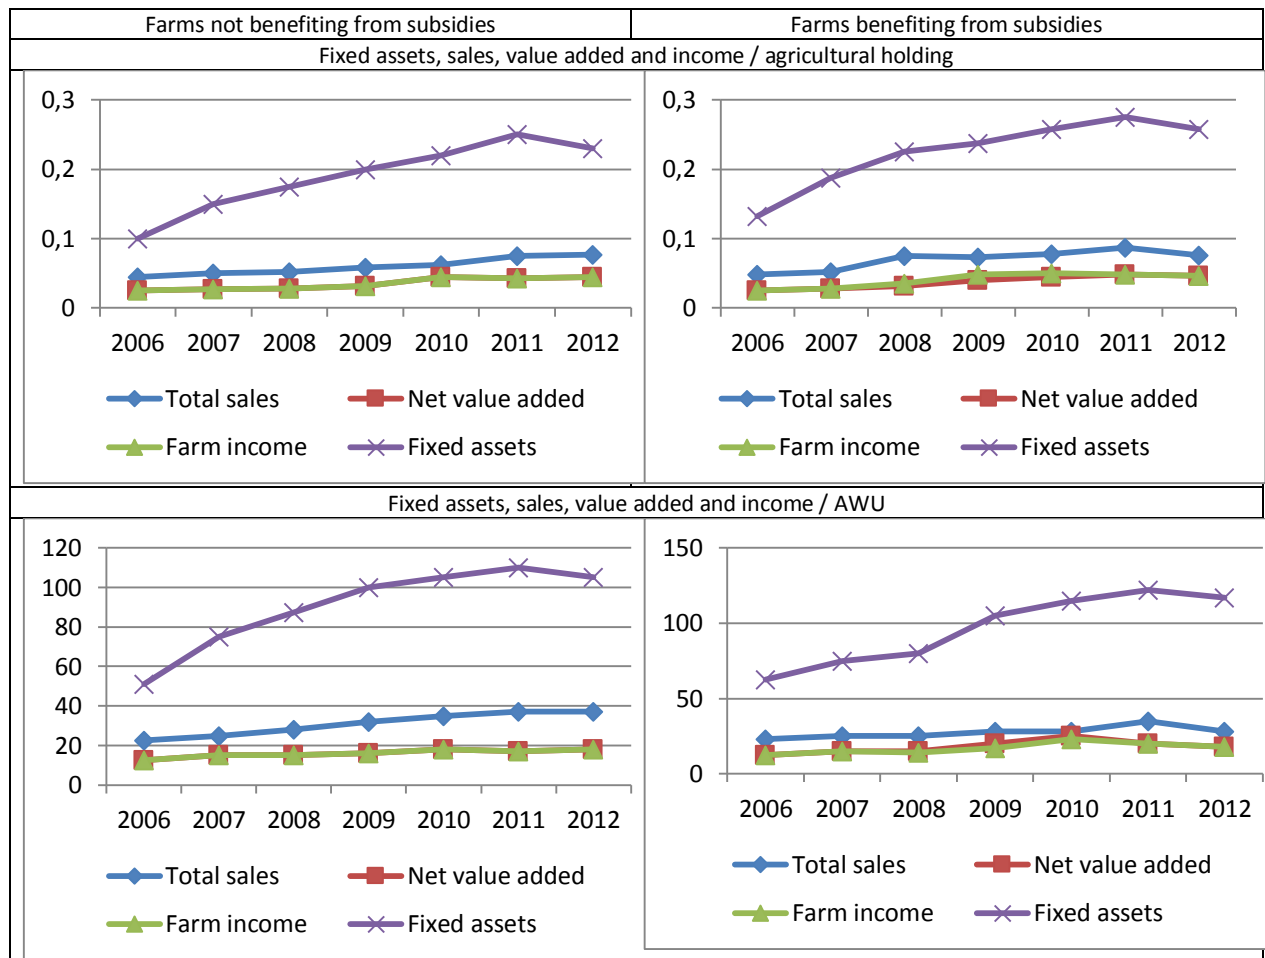 Farms not benefiting from subsidies
Farms benefiting from subsidies
Fixed assets, sales, value added and income / agricultural holding
0,3
0,2
0,1
0
2006 2007 2008 2009 2010 2011 2012
Total sales Net value added
Farm income Fixed assets
0,3
0,2
0,1
0
2006 2007 2008 2009 2010 2011 2012
Total sales Net value added
Farm income Fixed assets
Fixed assets, sales, value added and income / AWU
120
100
80
60
40
20
0
2006 2007 2008 2009 2010 2011 2012
Total sales Net value added
Farm income Fixed assets
150
100
50
0
2006 2007 2008 2009 2010 2011 2012
Total sales Net value added
Farm income Fixed assets